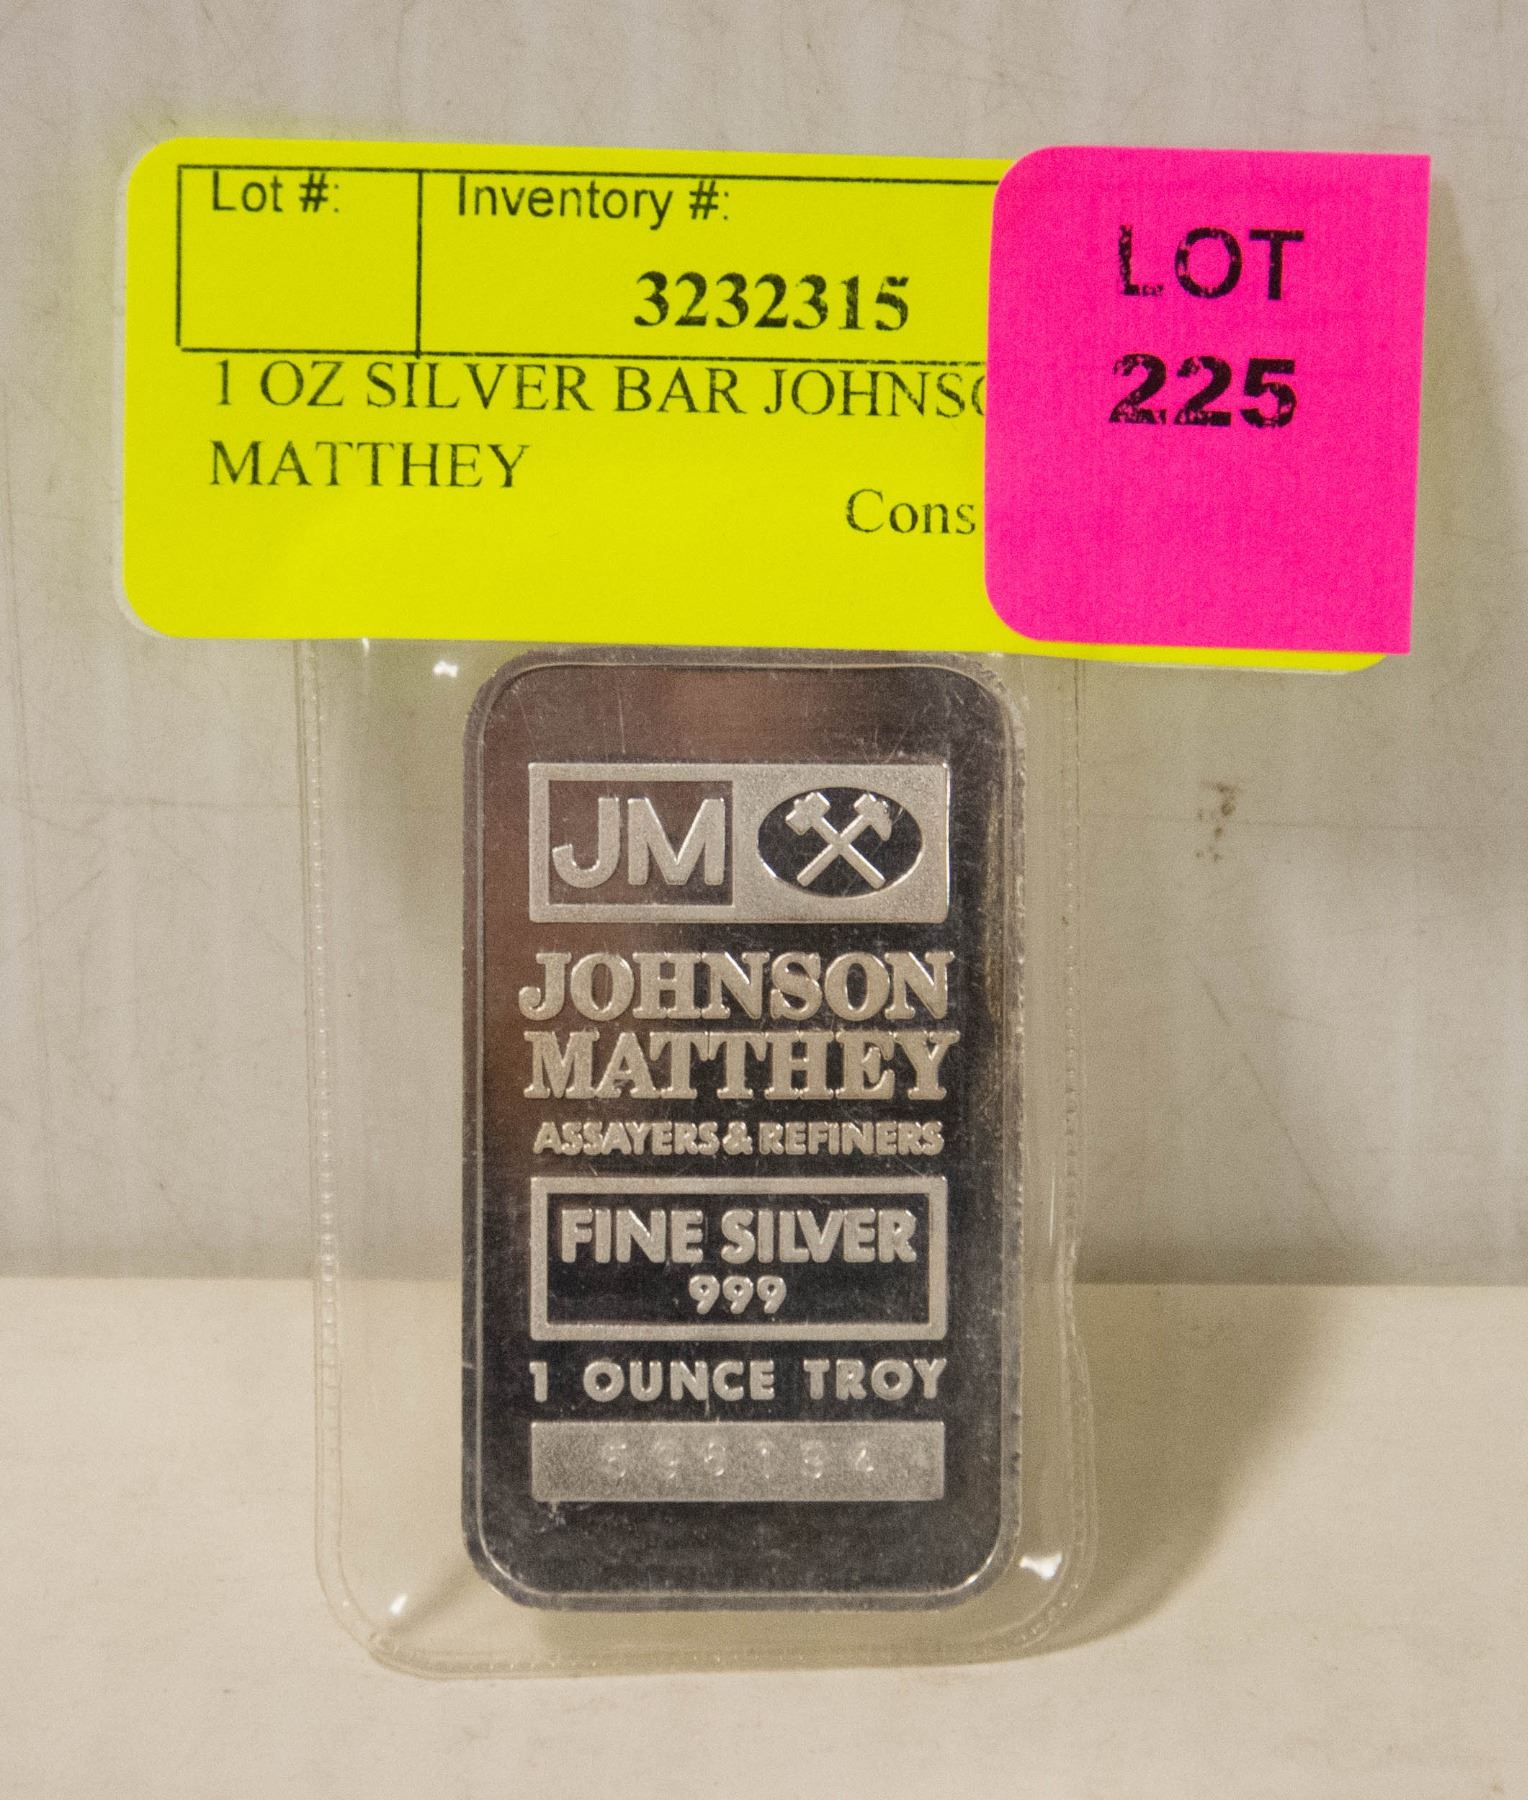 Lot #:
Inventory #:
3232315
1 OZ SILVER BAR JOHNSO
MATTHEY
Cons
LOT
225
JM
JOHNSON
MATTHEY
ASSAYERS & REFINERS
FINE SILVER
999
1 OUNCE TROY